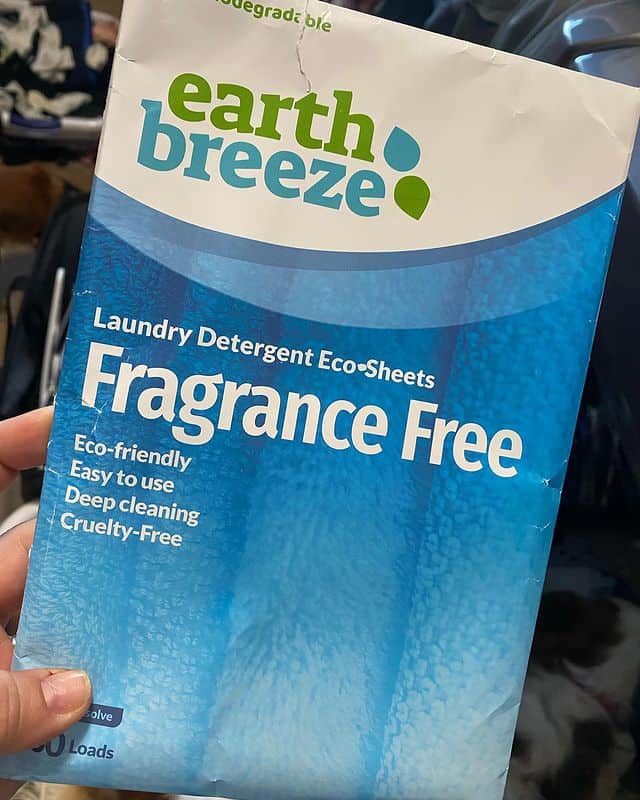 earth
breeze
Laundry Detergent Eco•Sheets
Fragrance Free
Eco-friendly
Easy to use
Deep cleaning
Cruelty-Free
Loads